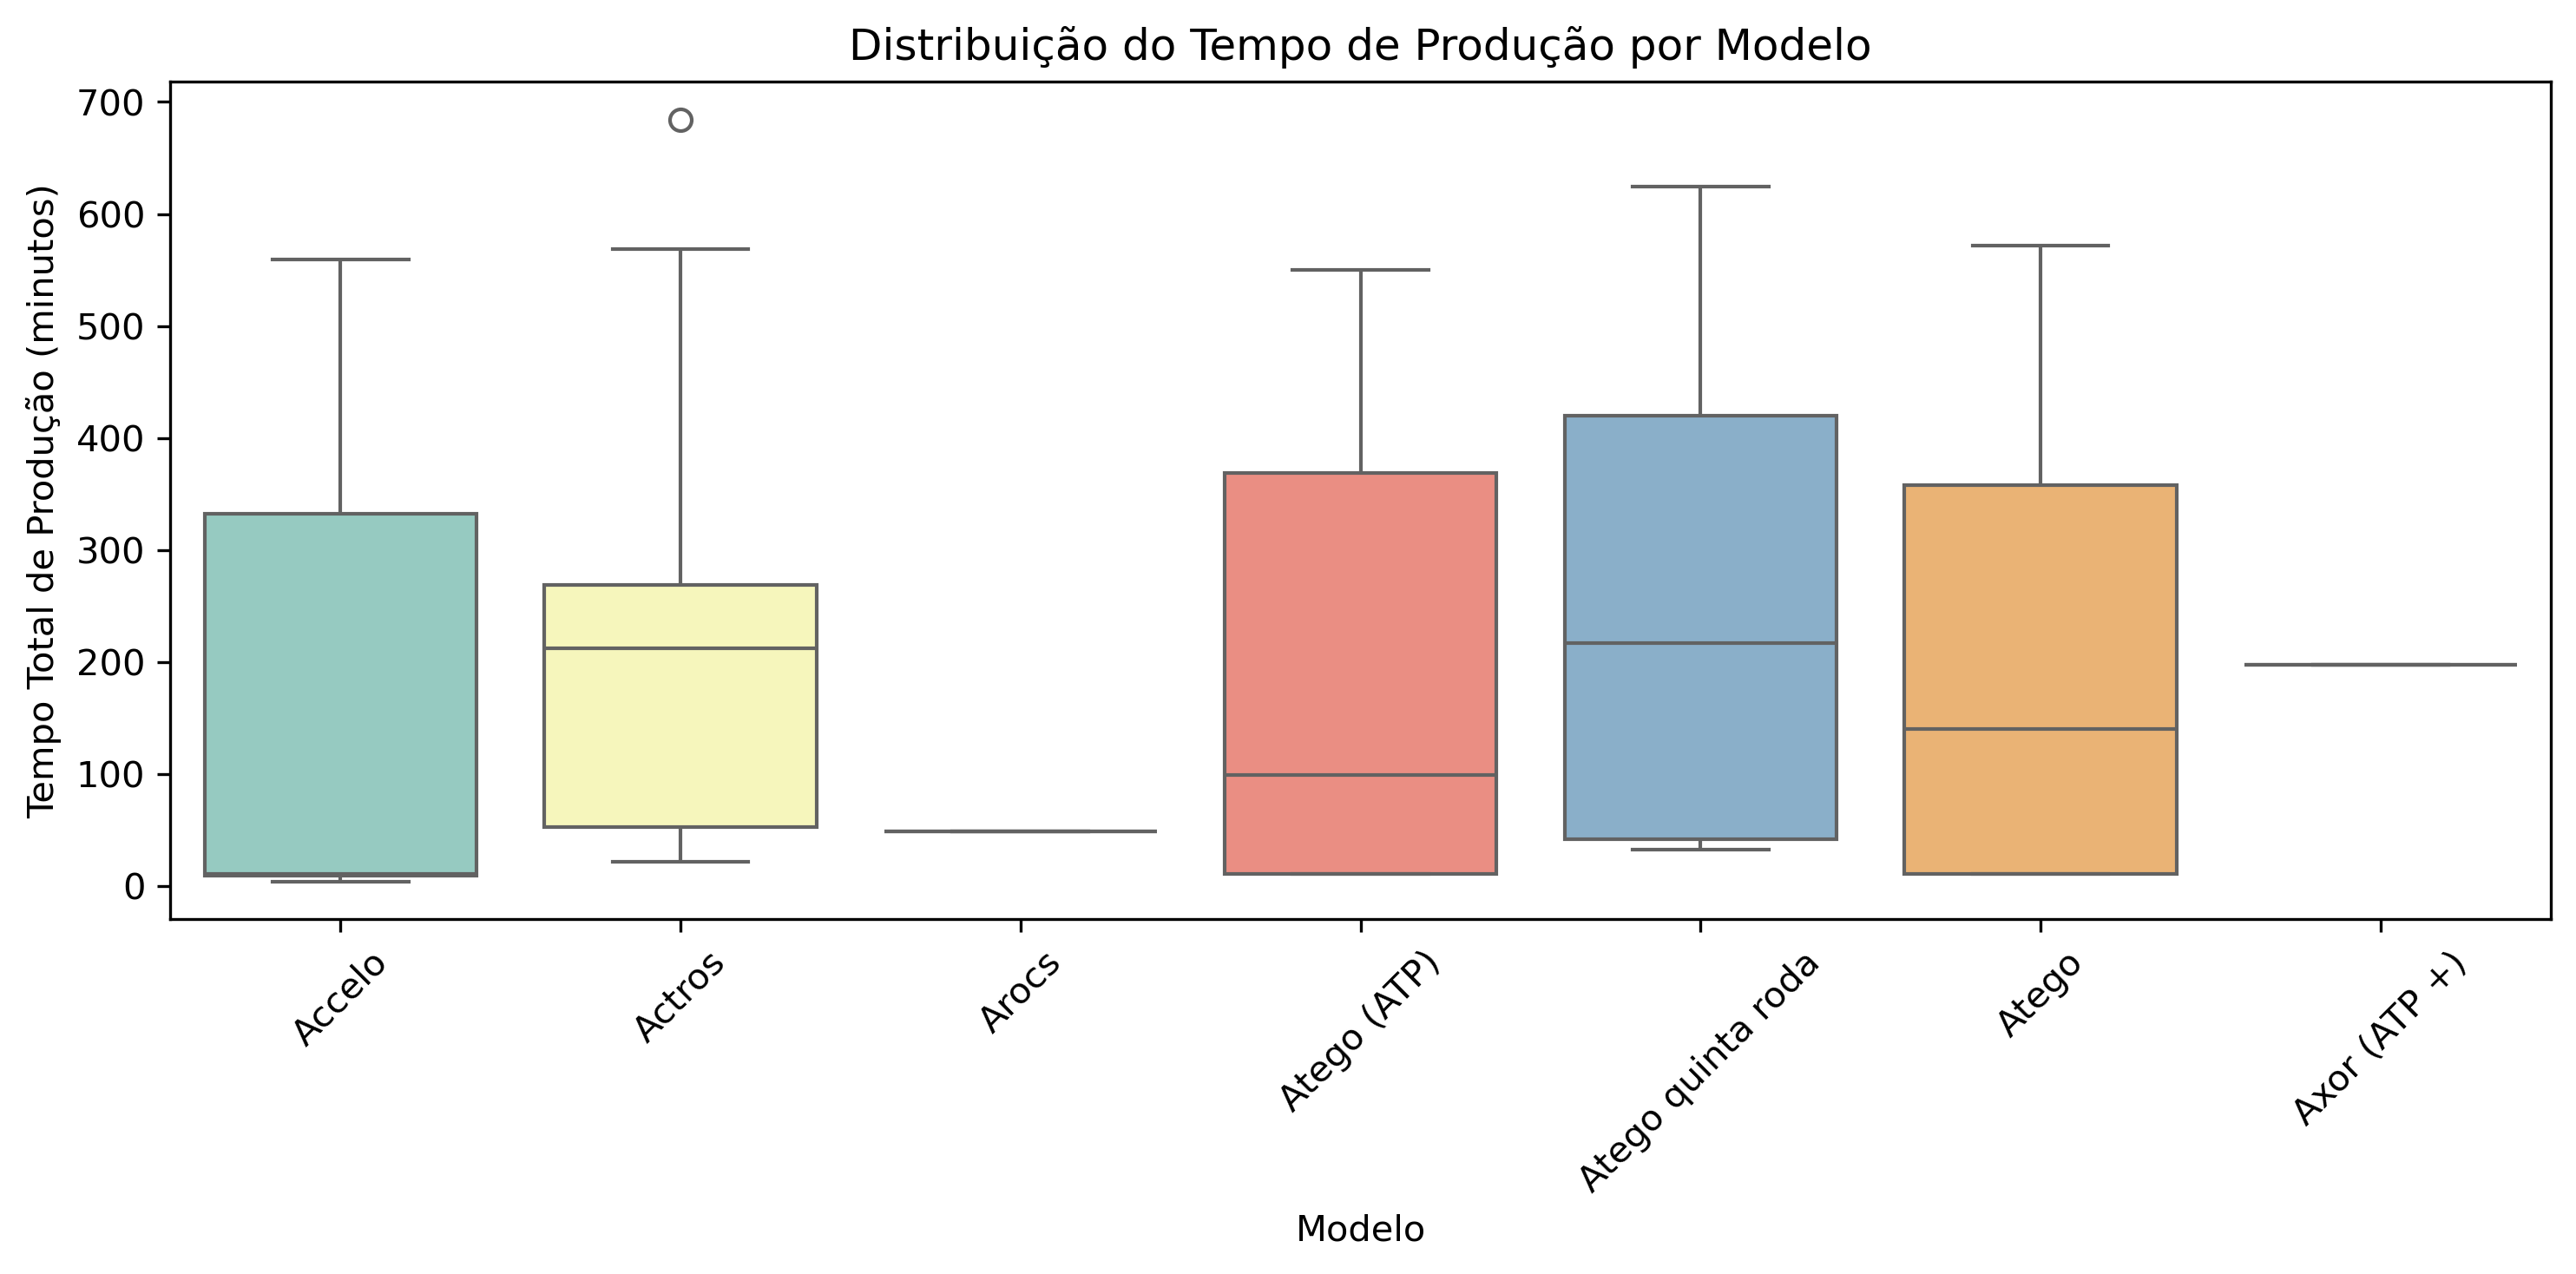 Distribuição do Tempo de Produção por Modelo
Tempo Total de Produção (minutos)
700
600
500
400
300
200
100
0
Accelo
Actros
Arocs
Atego (ATP)
Atego quinta roda
Atego
Axor (ATP +)
Modelo